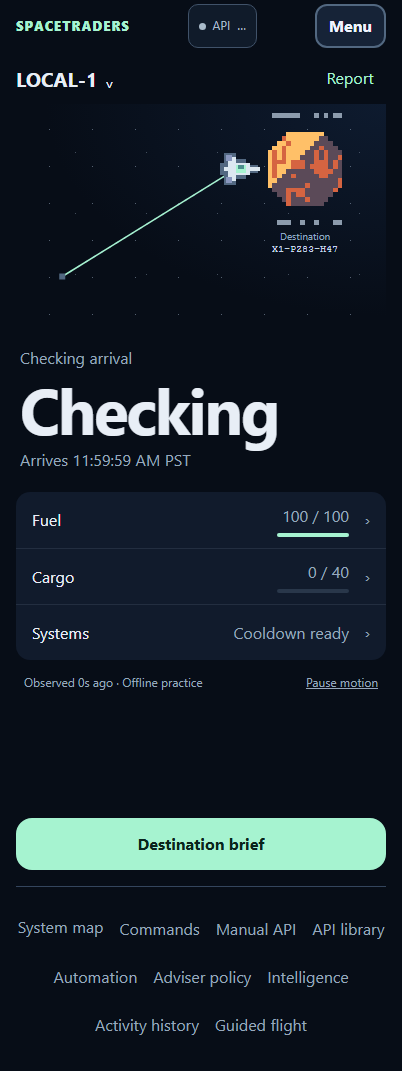 SPACETRADERS
API ...
Menu
LOCAL-1 v
Report
Destination
X1-PZ83-H47
Checking arrival
Checking
Arrives 11:59:59 AM PST
Fuel 100 / 100 ›
Cargo 0 / 40 ›
Systems Cooldown ready ›
Observed 0s ago · Offline practice Pause motion
Destination brief
System map Commands Manual API API library
Automation Adviser policy Intelligence
Activity history Guided flight